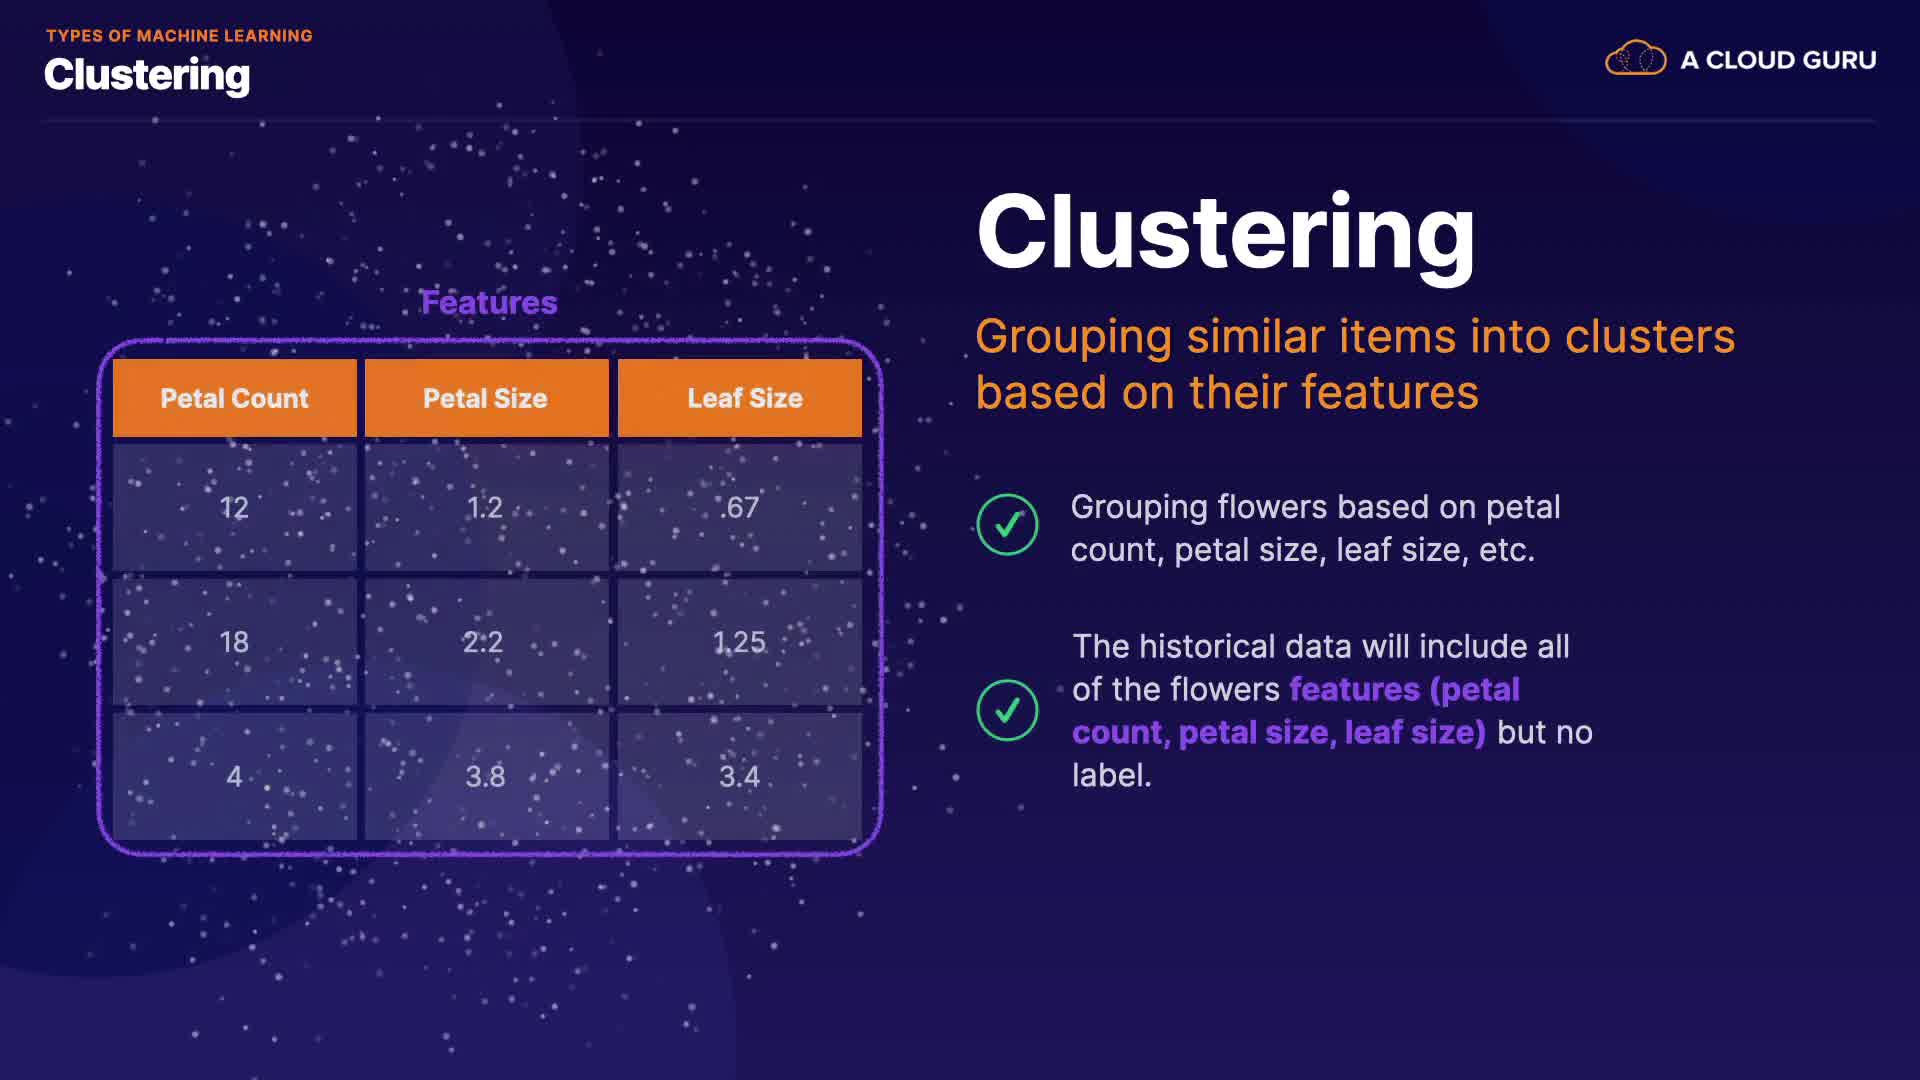 TYPES OF MACHINE LEARNING
Clustering
A CLOUD GURU
Features
Petal Count Petal Size Leaf Size
12 1.2 .67
18 2.2 1.25
4 3.8 3.4
Clustering
Grouping similar items into clusters
based on their features
Grouping flowers based on petal
count, petal size, leaf size, etc.
The historical data will include all
of the flowers features (petal
count, petal size, leaf size) but no
label.